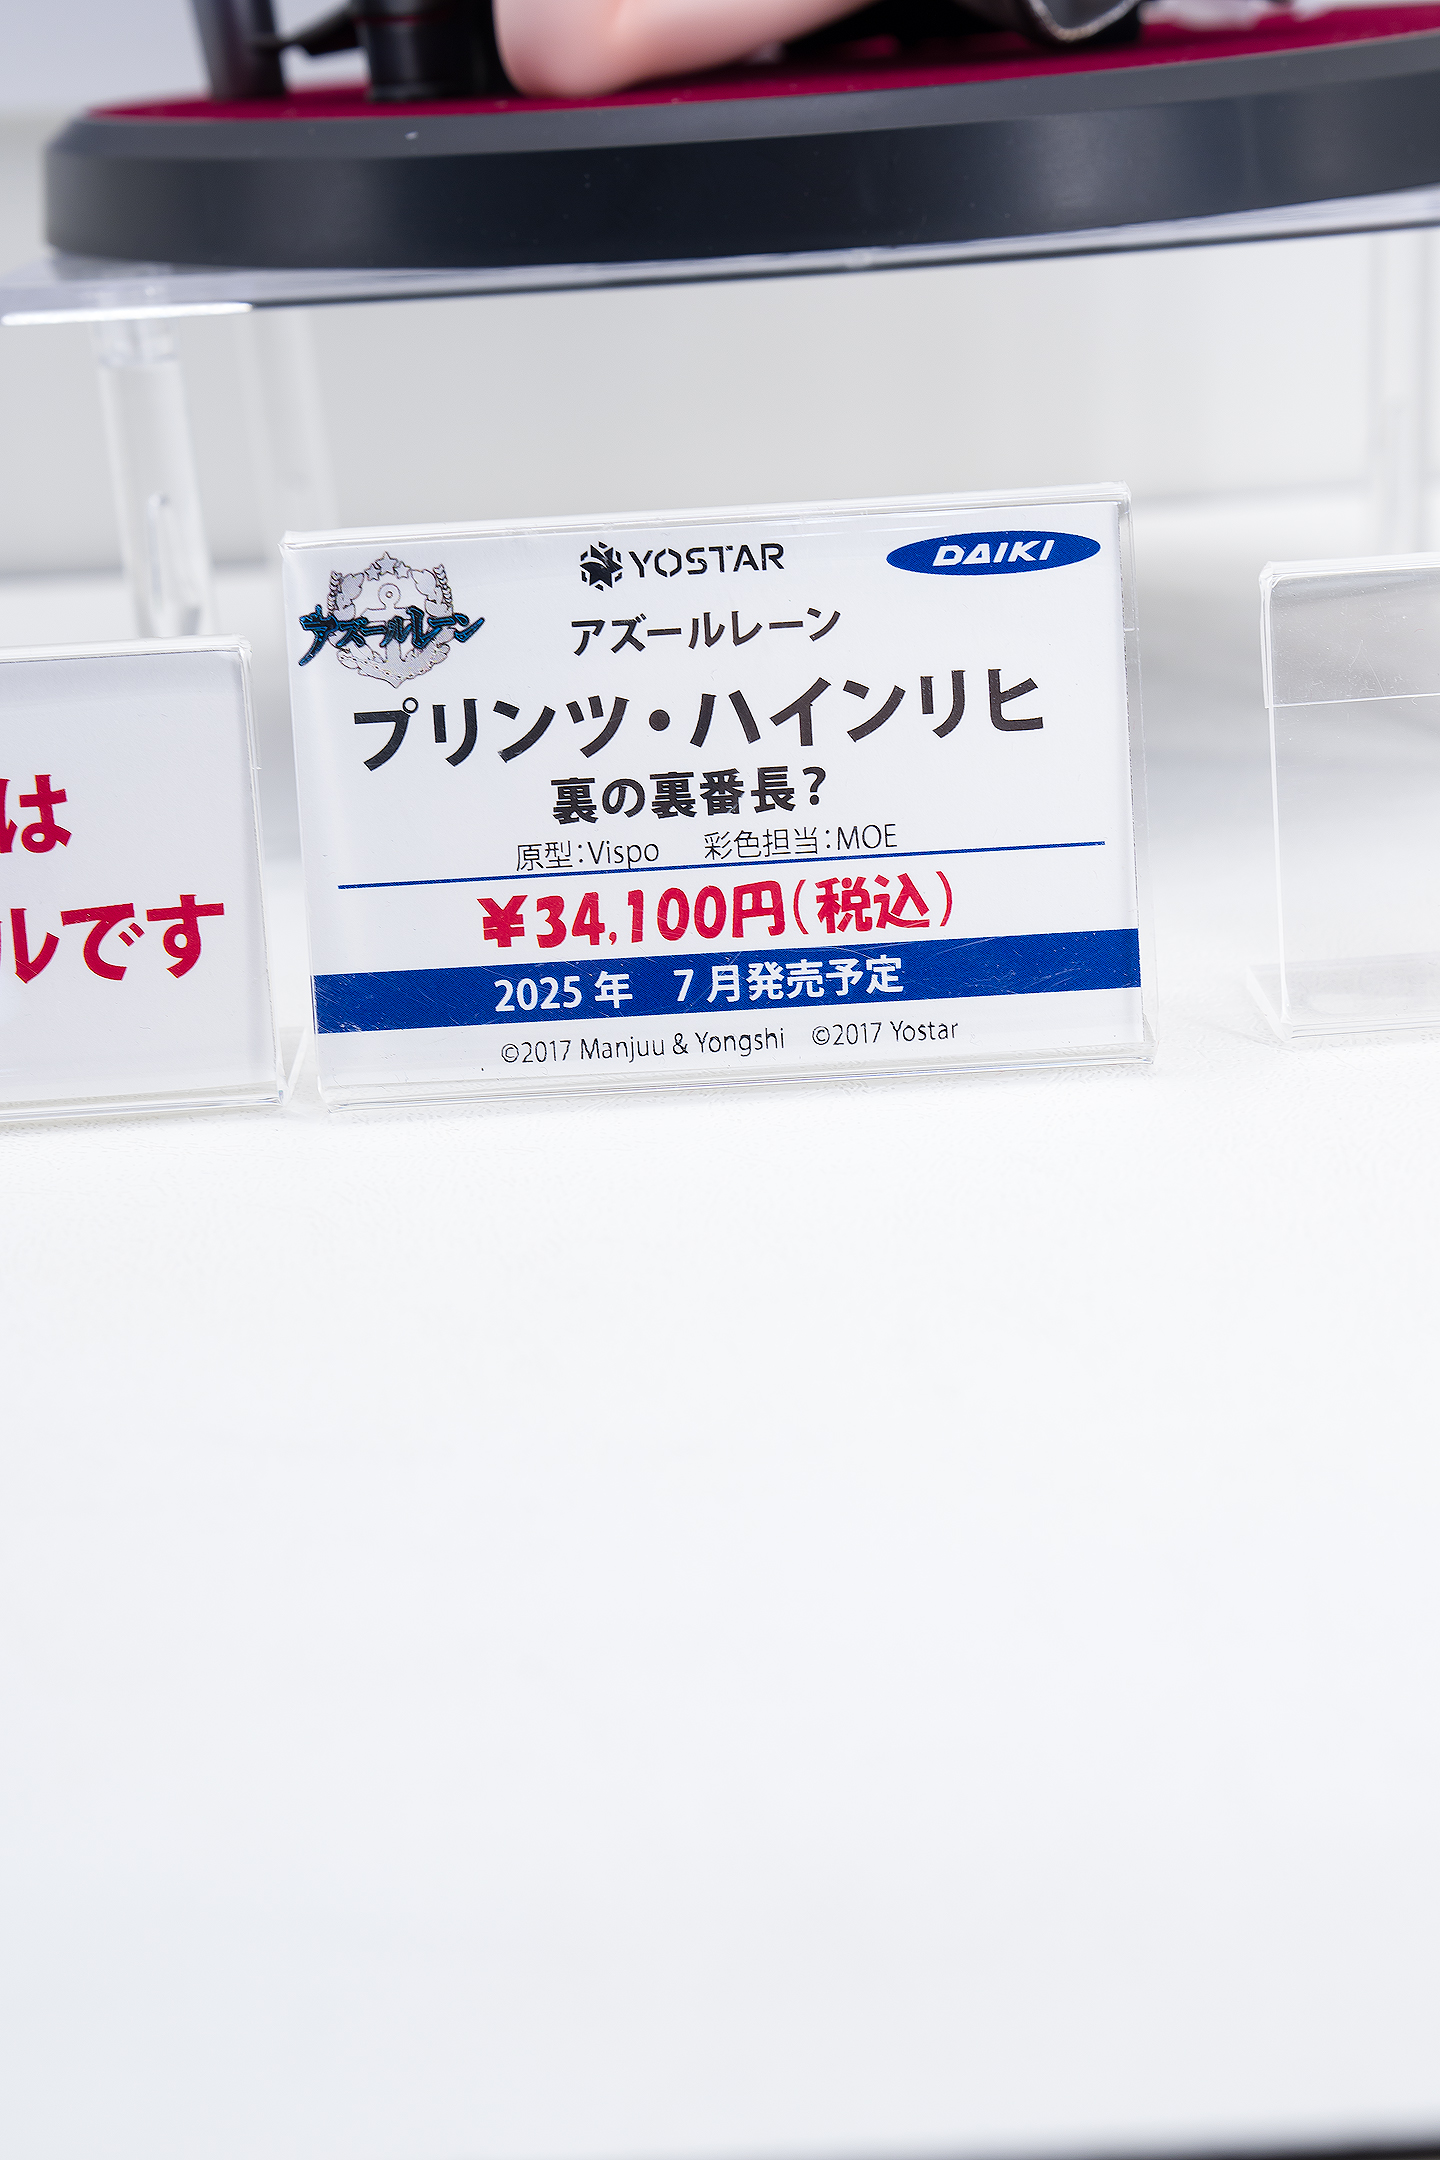 YOSTAR
DAIKI
アズールレーン
アズールレーン
プリンツ・ハインリヒ
裏の裏番長?
原型:Vispo 彩色担当:MOE
¥34,100円(税込)
2025年 7月発売予定
©2017 Manjuu & Yongshi ©2017 Yostar
は
ルです